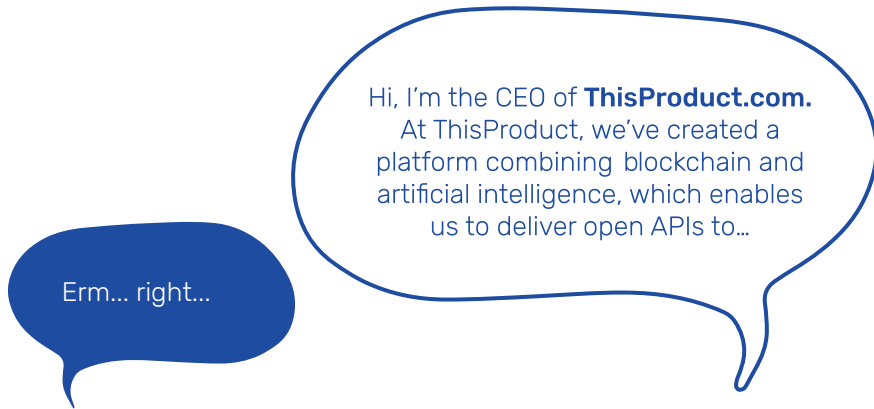 Hi, I'm the CEO of ThisProduct.com.
At ThisProduct, we've created a
platform combining blockchain and
artificial intelligence, which enables
us to deliver open APIs to…
Erm... right...